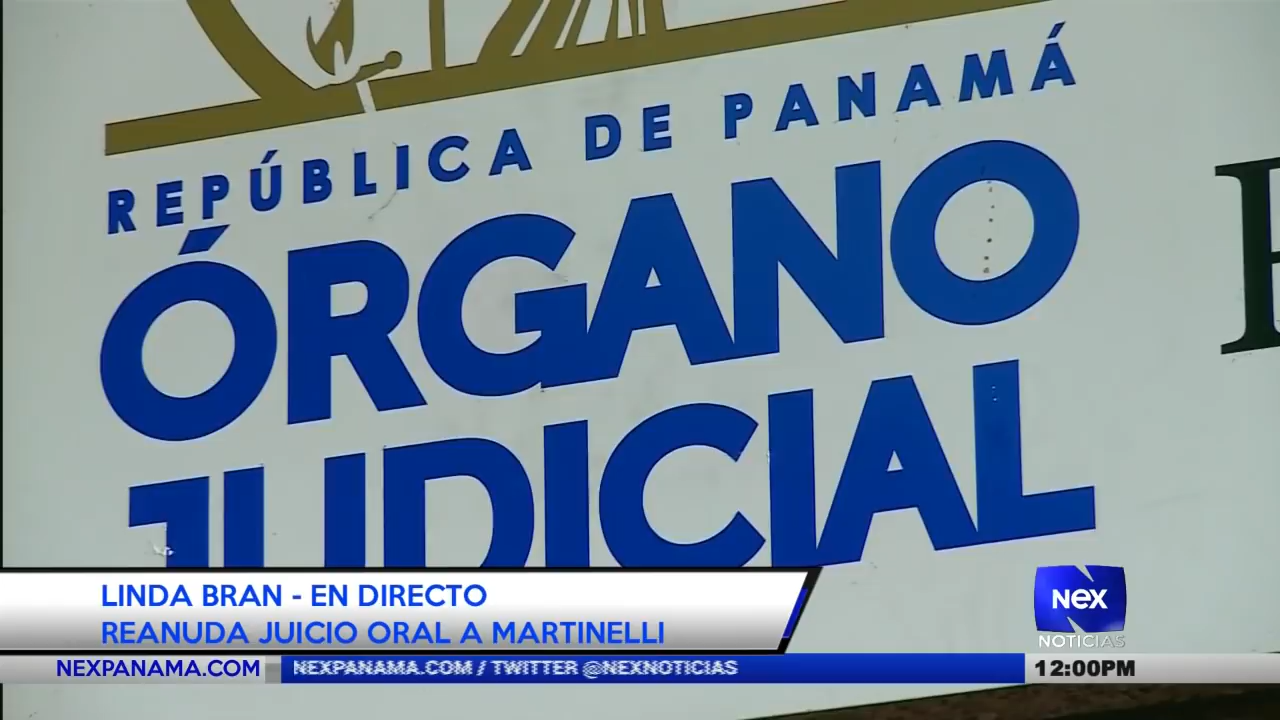 REPÚBLICA DE PANAMÁ
ÓRGANO
JUDICIAL
LINDA BRAN - EN DIRECTO
REANUDA JUICIO ORAL A MARTINELLI
NEX
NOTICIAS
NEXPANAMA.COM
NEXPANAMA.COM / TWITTER @NEXNOTICIAS
12:00PM